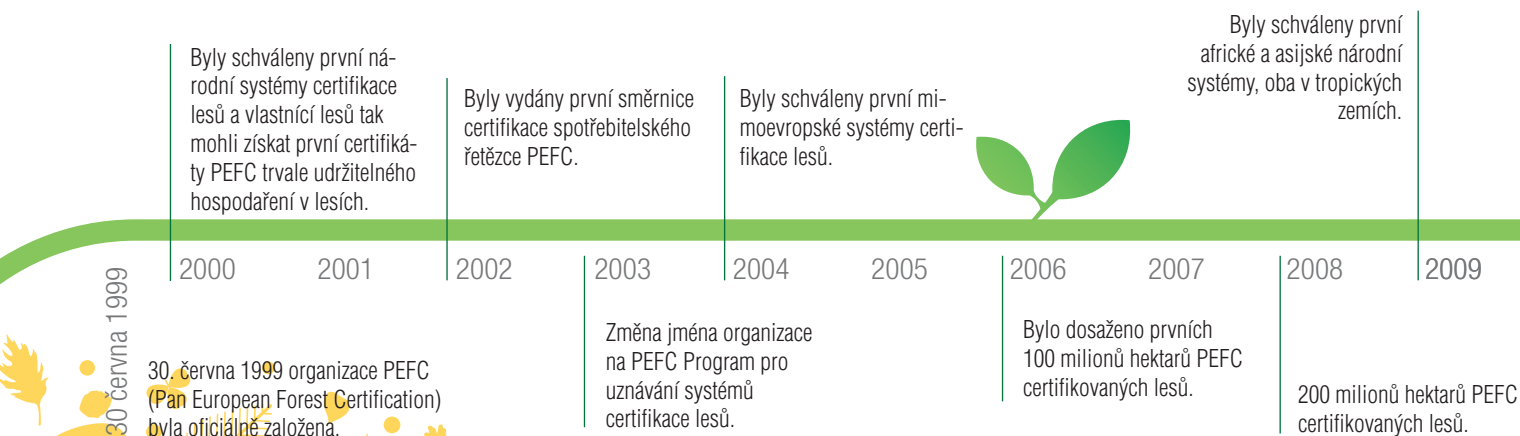 Byly schváleny první ná-
rodní systémy certifikace
lesů a vlastnící lesů tak
mohli získat první certifiká-
ty PEFC trvale udržitelného
hospodaření v lesích.
Byly vydány první směrnice
certifikace spotřebitelského
řetězce PEFC.
Byly schváleny první mi-
moevropské systémy certi-
fikace lesů.
Byly schváleny první
africké a asijské národní
systémy, oba v tropických
zemích.
30 června 1999
2000
2001
2002
2003
2004
2005
2006
2007
2008
2009
30. června 1999 organizace PEFC
(Pan European Forest Certification)
byla oficiálně založena.
Změna jména organizace
na PEFC Program pro
uznávání systémů
certifikace lesů.
Bylo dosaženo prvních
100 milionů hektarů PEFC
certifikovaných lesů.
200 milionů hektarů PEFC
certifikovaných lesů.